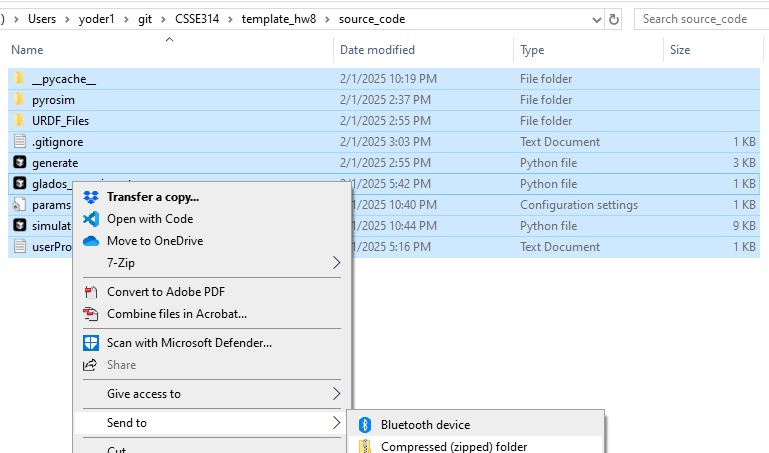 ) > Users > yoder1 > git > CSSE314 > template_hw8 > source_code Search source_code
Name Date modified Type Size
__pycache__ 2/1/2025 10:19 PM File folder
pyrosim 2/1/2025 2:37 PM File folder
URDF_Files 2/1/2025 2:55 PM File folder
.gitignore 2/1/2025 3:03 PM Text Document 1 KB
generate 2/1/2025 2:55 PM Python file 3 KB
glados_ /1/2025 5:42 PM Python file 1 KB
params /1/2025 10:40 PM Configuration settings 1 KB
simulat /1/2025 10:44 PM Python file 9 KB
userPro /1/2025 5:16 PM Text Document 1 KB
Transfer a copy...
Open with Code
Move to OneDrive
7-Zip
Convert to Adobe PDF
Combine files in Acrobat...
Scan with Microsoft Defender...
Share
Give access to
Send to
Cut
Bluetooth device
Compressed (zipped) folder